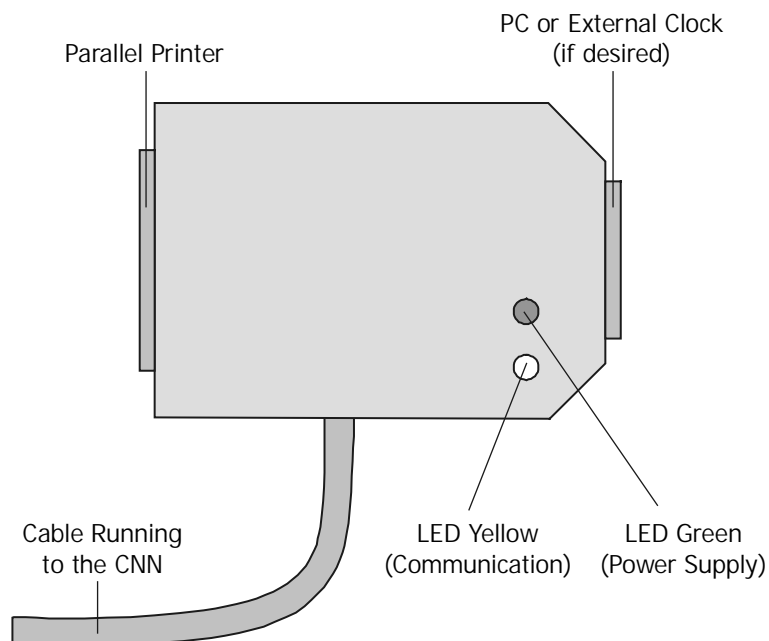 PC or External Clock
(if desired)
Parallel Printer
Cable Running
to the CNN
LED Yellow
(Communication)
LED Green
(Power Supply)